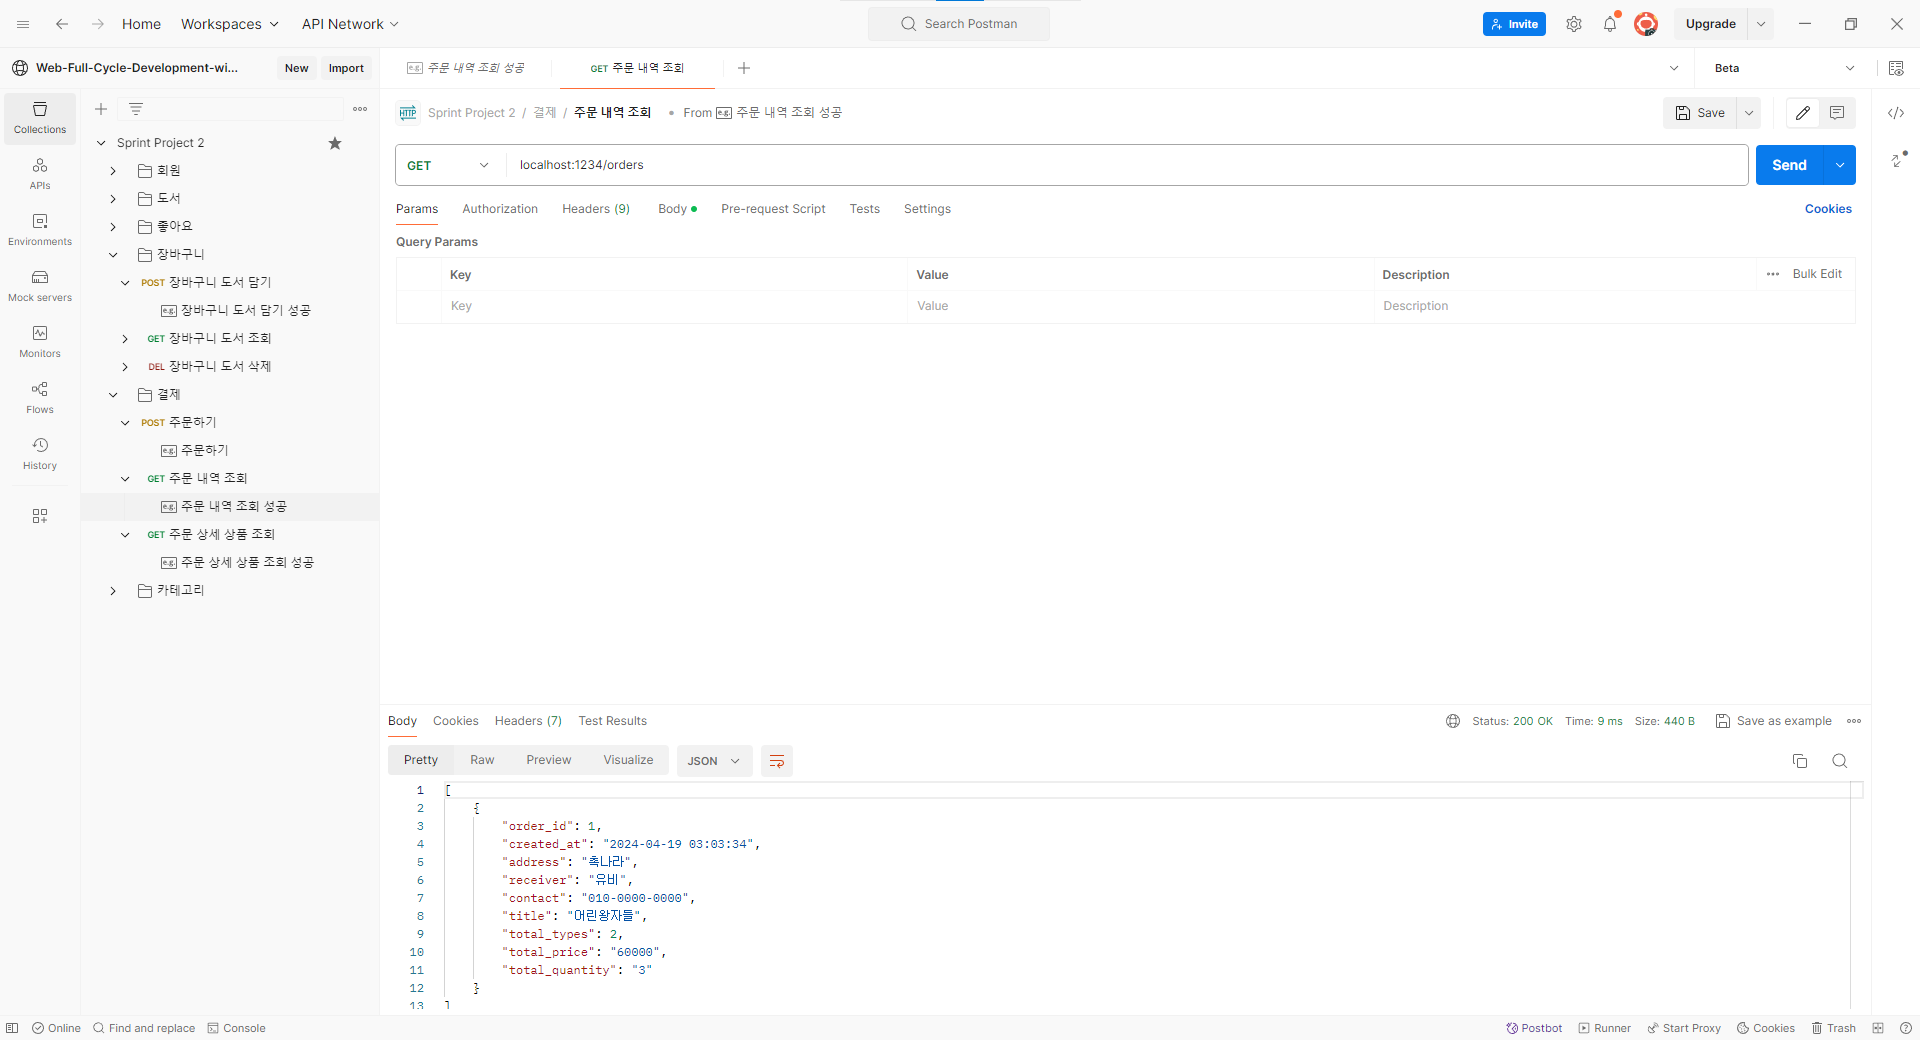 Home Workspaces API Network Search Postman Invite Upgrade
Web-Full-Cycle-Development-wi... New Import
e.g. 주문 내역 조회 성공 GET 주문 내역 조회 Beta
Collections
APIs
Environments
Mock servers
Monitors
Flows
History
Sprint Project 2
회원
도서
좋아요
장바구니
POST 장바구니 도서 담기
e.g. 장바구니 도서 담기 성공
GET 장바구니 도서 조회
DEL 장바구니 도서 삭제
결제
POST 주문하기
e.g. 주문하기
GET 주문 내역 조회
e.g. 주문 내역 조회 성공
GET 주문 상세 상품 조회
e.g. 주문 상세 상품 조회 성공
카테고리
HTTP Sprint Project 2 / 결제 / 주문 내역 조회 • From e.g. 주문 내역 조회 성공 Save
GET localhost:1234/orders Send
Params Authorization Headers (9) Body Pre-request Script Tests Settings Cookies
Query Params
Key Value Description Bulk Edit
Key Value Description
Body Cookies Headers (7) Test Results Status: 200 OK Time: 9 ms Size: 440 B Save as example
Pretty Raw Preview Visualize JSON
1 [
2 {
3 "order_id": 1,
4 "created_at": "2024-04-19 03:03:34",
5 "address": "촉나라",
6 "receiver": "유비",
7 "contact": "010-0000-0000",
8 "title": "어린왕자들",
9 "total_types": 2,
10 "total_price": "60000",
11 "total_quantity": "3"
12 }
13 ]
Online Find and replace Console Postbot Runner Start Proxy Cookies Trash